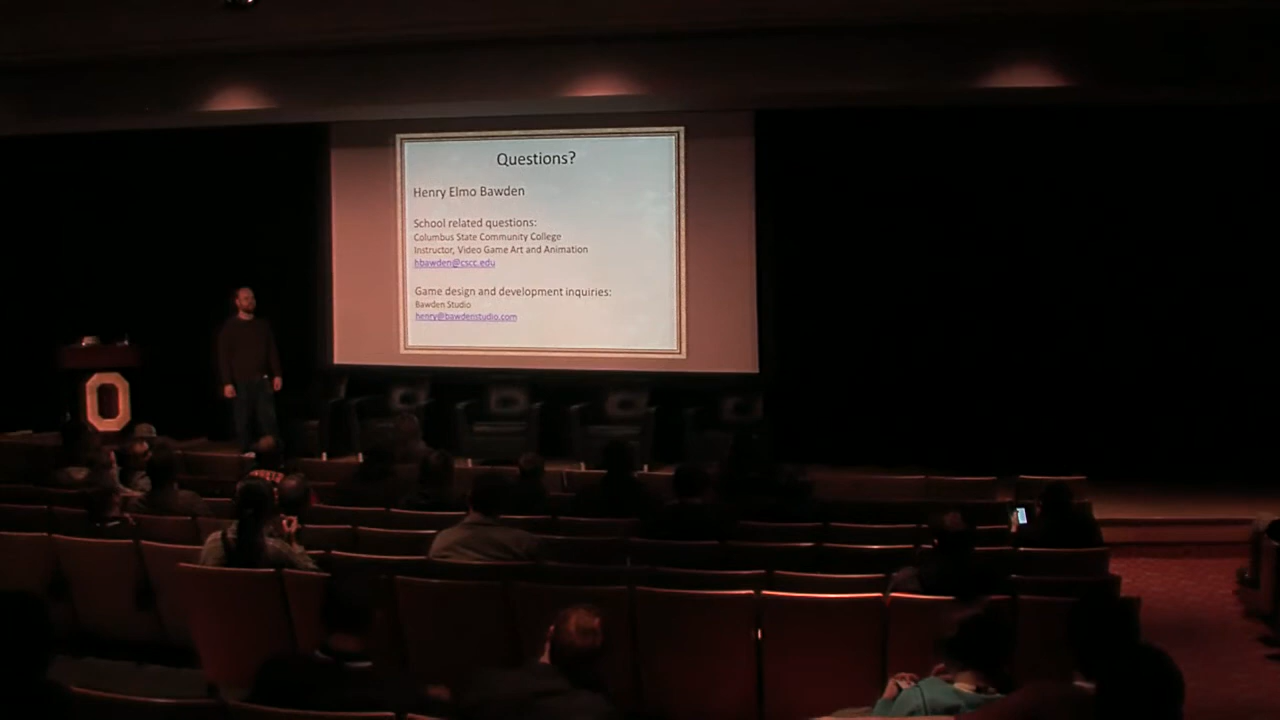 Questions?
Henry Elmo Bawden
School related questions:
Columbus State Community College
Instructor, Video Game Art and Animation
hbawden@cscc.edu
Game design and development inquiries:
Bawden Studio
henry@bawdenstudio.com
O